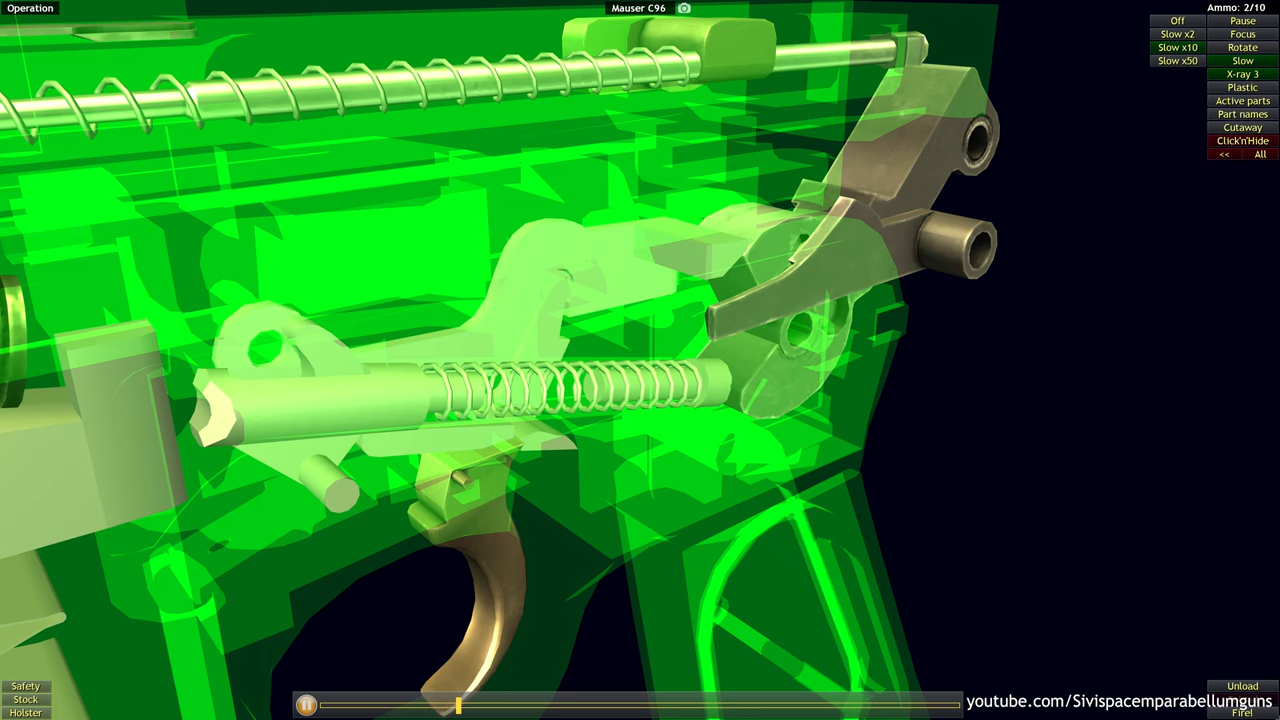 Operation
Mauser C96
Ammo: 2/10
Off
Pause
Slow x2
Focus
Slow x10
Rotate
Slow x50
Slow
X-ray 3
Plastic
Active parts
Part names
Cutaway
Click'n'Hide
<< All
Safety
Stock
Holster
Unload
youtube.com/Sivispacemparabellumguns
Fire!